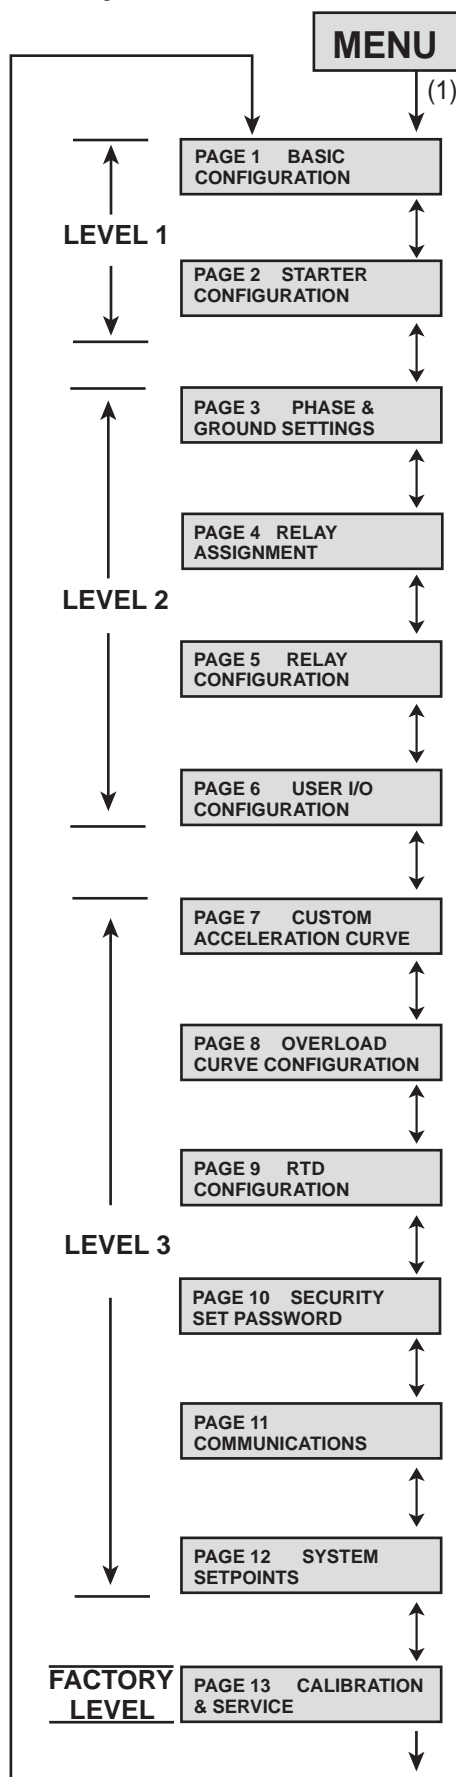 MENU
(1)
PAGE 1 BASIC
CONFIGURATION
LEVEL 1
PAGE 2 STARTER
CONFIGURATION
PAGE 3 PHASE &
GROUND SETTINGS
PAGE 4 RELAY
ASSIGNMENT
LEVEL 2
PAGE 5 RELAY
CONFIGURATION
PAGE 6 USER I/O
CONFIGURATION
PAGE 7 CUSTOM
ACCELERATION CURVE
PAGE 8 OVERLOAD
CURVE CONFIGURATION
PAGE 9 RTD
CONFIGURATION
LEVEL 3
PAGE 10 SECURITY
SET PASSWORD
PAGE 11
COMMUNICATIONS
PAGE 12 SYSTEM
SETPOINTS
FACTORY
LEVEL
PAGE 13 CALIBRATION
& SERVICE